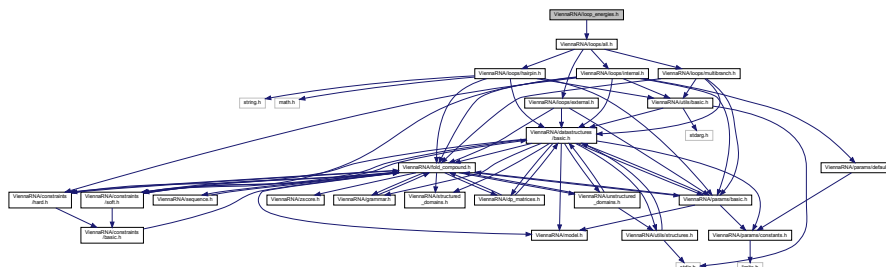 ViennaRNA/loop_energies.h
ViennaRNA/loops/all.h
ViennaRNA/loops/hairpin.h
ViennaRNA/loops/internal.h
ViennaRNA/loops/multibranch.h
string.h
math.h
ViennaRNA/loops/external.h
ViennaRNA/utils/basic.h
ViennaRNA/datastructures
/basic.h
stdarg.h
ViennaRNA/fold_compound.h
ViennaRNA/params/default.h
ViennaRNA/constraints
/hard.h
ViennaRNA/constraints
/soft.h
ViennaRNA/sequence.h
ViennaRNA/zscore.h
ViennaRNA/grammar.h
ViennaRNA/structured
_domains.h
ViennaRNA/dp_matrices.h
ViennaRNA/unstructured
_domains.h
ViennaRNA/params/basic.h
ViennaRNA/constraints
/basic.h
ViennaRNA/model.h
ViennaRNA/utils/structures.h
ViennaRNA/params/constants.h